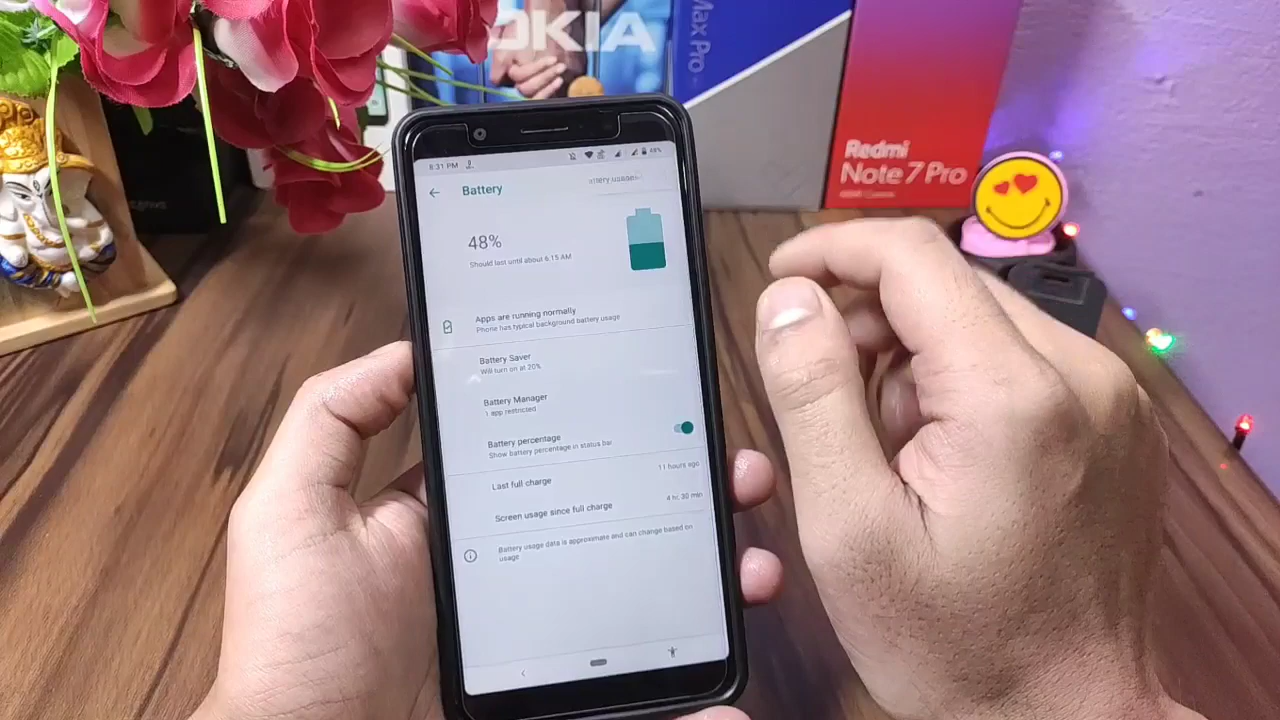 OKIA
Max Pro
Redmi
Note 7 Pro
8:31 PM
48%
Battery
48%
Should last until about 6:15 AM
Apps are running normally
Phone has typical background battery usage
Battery Saver
Will turn on at 20%
Battery Manager
1 app restricted
Battery percentage
Show battery percentage in status bar
Last full charge
11 hours ago
Screen usage since full charge
4 hr, 30 min
Battery usage data is approximate and can change based on
usage